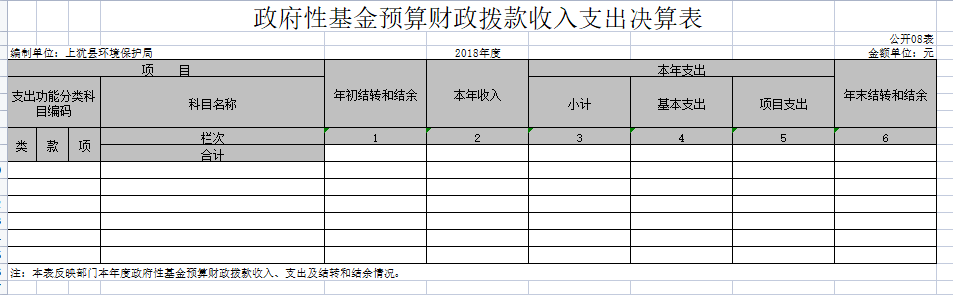 政府性基金预算财政拨款收入支出决算表
公开08表
编制单位：上犹县环境保护局 2018年度 金额单位：元
项 目 年初结转和结余 本年收入 本年支出 年末结转和结余
支出功能分类科目编码 科目名称 小计 基本支出 项目支出
类 款 项 栏次 1 2 3 4 5 6
合计
注：本表反映部门本年度政府性基金预算财政拨款收入、支出及结转和结余情况。